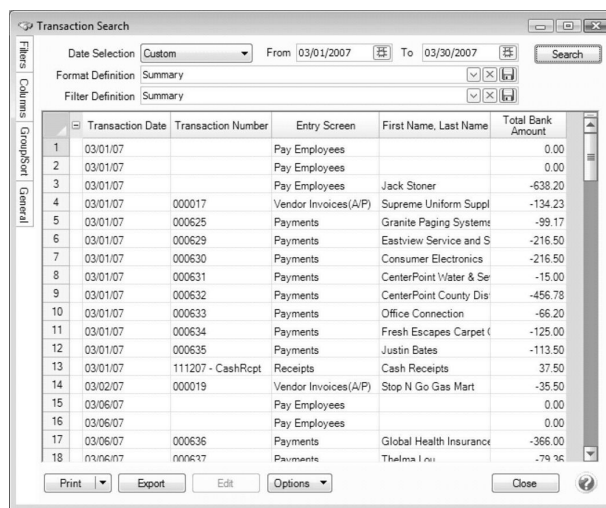 Transaction Search
Filters
Columns
Group/Sort
General
Date Selection Custom From 03/01/2007 To 03/30/2007 Search
Format Definition Summary
Filter Definition Summary
Transaction Date Transaction Number Entry Screen First Name, Last Name Total Bank Amount
1 03/01/07 Pay Employees 0.00
2 03/01/07 Pay Employees 0.00
3 03/01/07 Pay Employees Jack Stoner -638.20
4 03/01/07 000017 Vendor Invoices(A/P) Supreme Uniform Suppl -134.23
5 03/01/07 000625 Payments Granite Paging Systems -99.17
6 03/01/07 000629 Payments Eastview Service and S -216.50
7 03/01/07 000630 Payments Consumer Electronics -216.50
8 03/01/07 000631 Payments CenterPoint Water & Se -15.00
9 03/01/07 000632 Payments CenterPoint County Dis -456.78
10 03/01/07 000633 Payments Office Connection -66.20
11 03/01/07 000634 Payments Fresh Escapes Carpet -125.00
12 03/01/07 000635 Payments Justin Bates -113.50
13 03/01/07 111207 - CashRcpt Receipts Cash Receipts 37.50
14 03/02/07 000019 Vendor Invoices(A/P) Stop N Go Gas Mart -35.50
15 03/06/07 Pay Employees 0.00
16 03/06/07 Pay Employees 0.00
17 03/06/07 000636 Payments Global Health Insurance -366.00
18 03/06/07 000637 Payments Thelma Lou -79.36
Print Export Edit Options Close